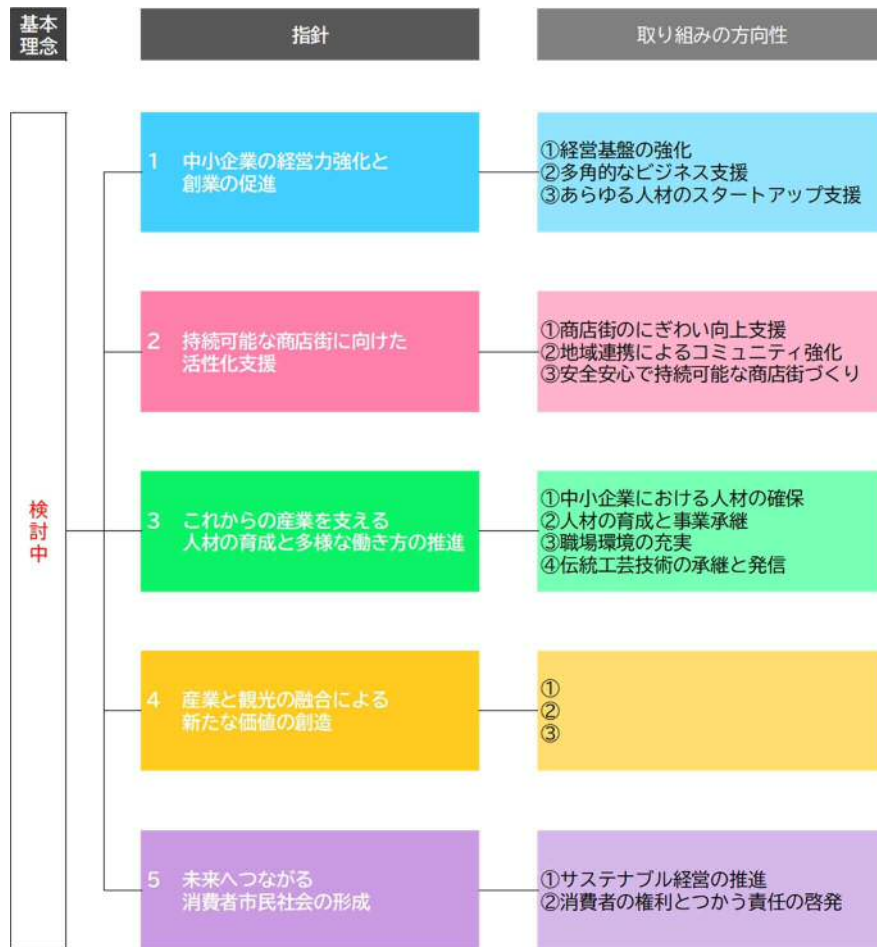 基本
理念
指針
取り組みの方向性
検討中
1 中小企業の経営力強化と
創業の促進
①経営基盤の強化
②多角的なビジネス支援
③あらゆる人材のスタートアップ支援
2 持続可能な商店街に向けた
活性化支援
①商店街のにぎわい向上支援
②地域連携によるコミュニティ強化
③安全安心で持続可能な商店街づくり
3 これからの産業を支える
人材の育成と多様な働き方の推進
①中小企業における人材の確保
②人材の育成と事業承継
③職場環境の充実
④伝統工芸技術の承継と発信
4 産業と観光の融合による
新たな価値の創造
①
②
③
5 未来へつながる
消費者市民社会の形成
①サステナブル経営の推進
②消費者の権利とつかう責任の啓発